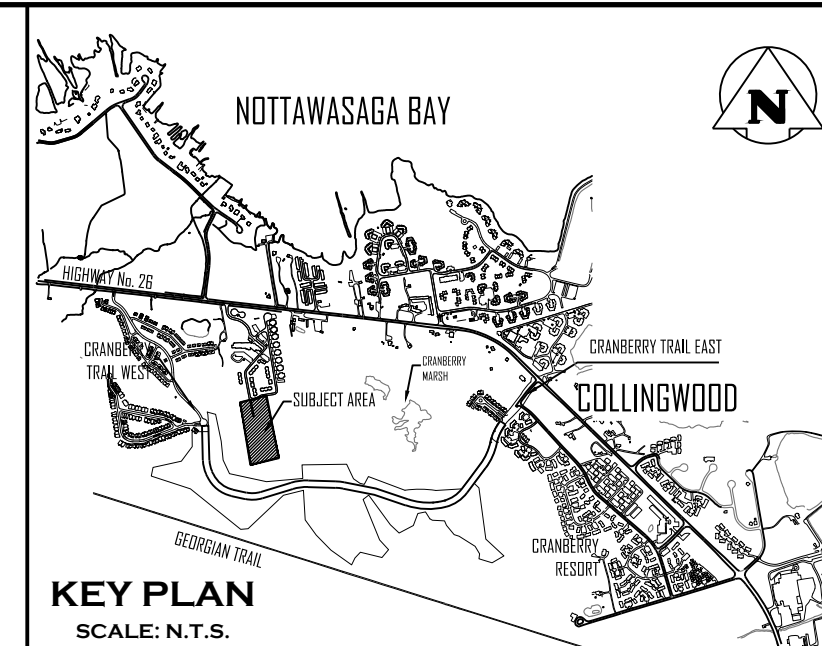 NOTTAWASAGA BAY
N
HIGHWAY No. 26
CRANBERRY
TRAIL WEST
CRANBERRY
MARSH
CRANBERRY TRAIL EAST
SUBJECT AREA
COLLINGWOOD
GEORGIAN TRAIL
CRANBERRY
RESORT
KEY PLAN
SCALE: N.T.S.